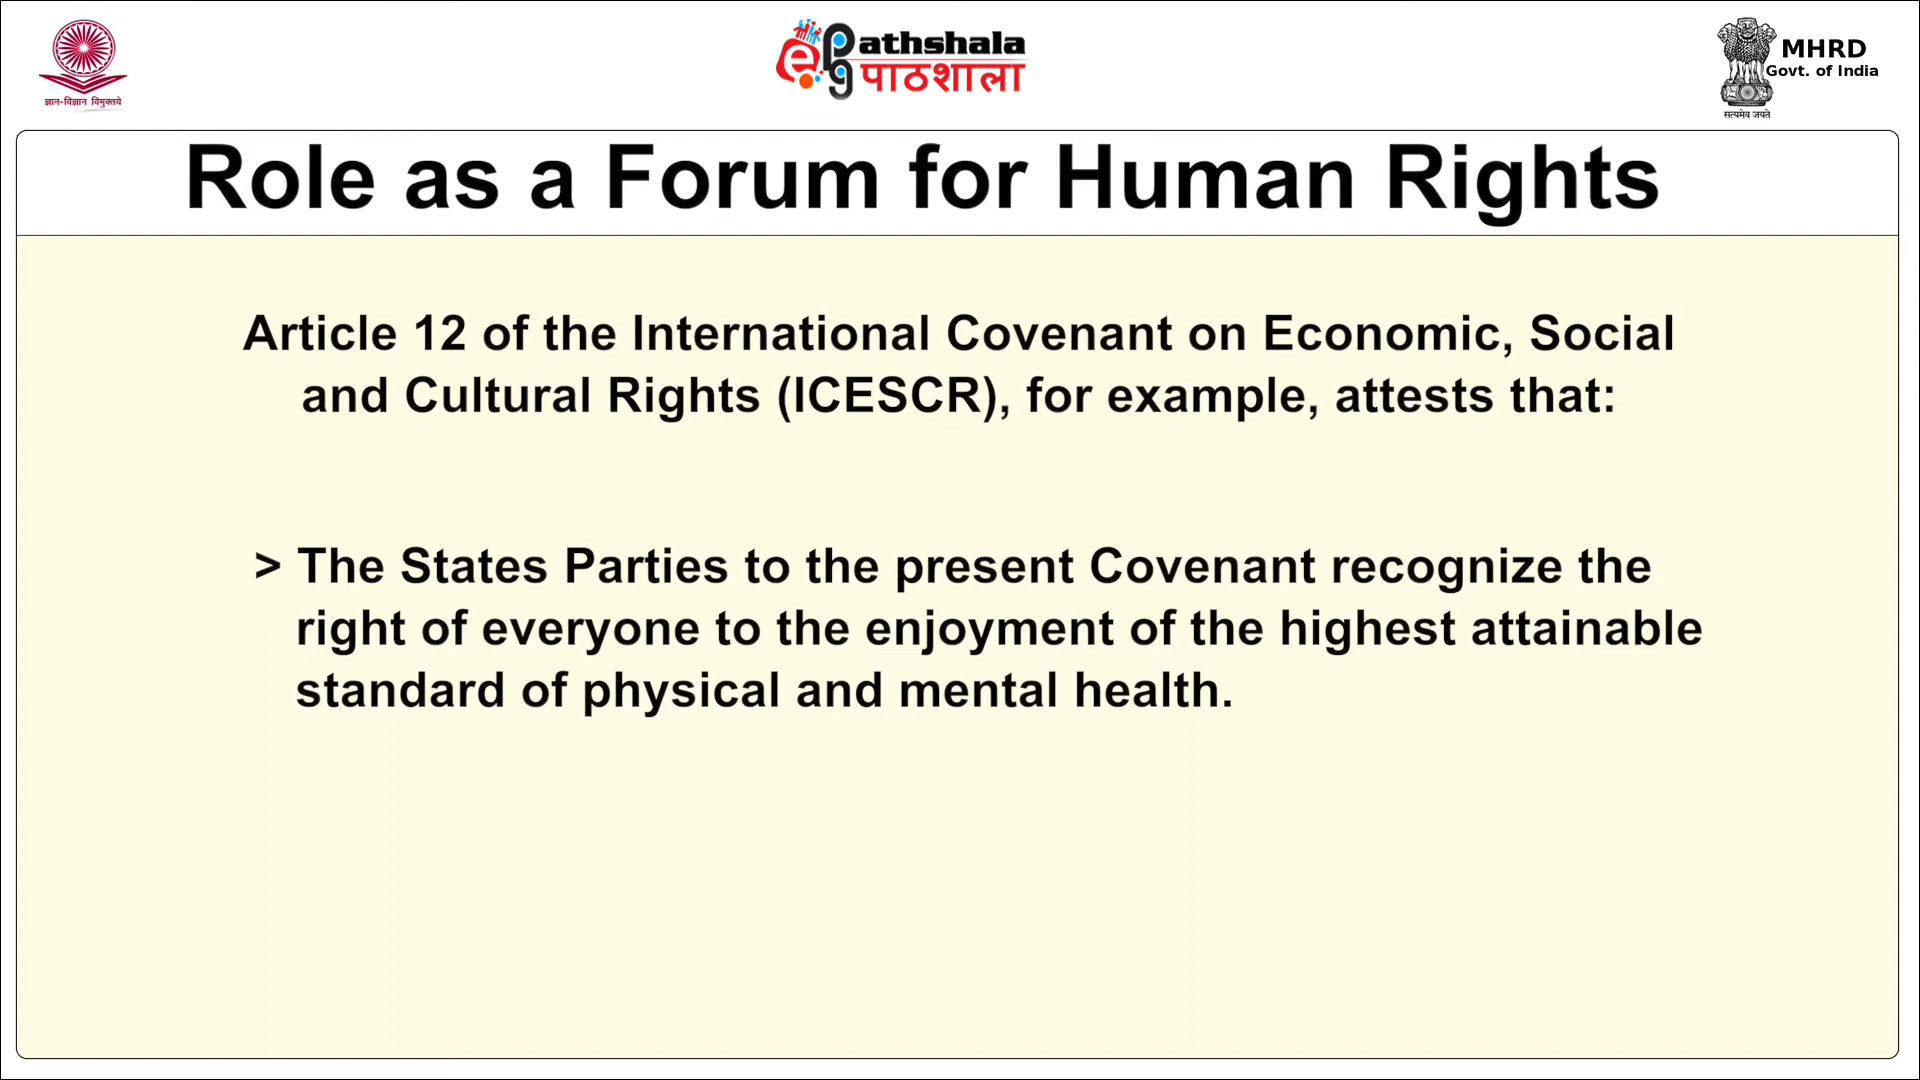 ज्ञान-विज्ञान विमुक्तये
ePG Pathshala
पाठशाला
MHRD
Govt. of India
सत्यमेव जयते
Role as a Forum for Human Rights
Article 12 of the International Covenant on Economic, Social
and Cultural Rights (ICESCR), for example, attests that:
> The States Parties to the present Covenant recognize the
right of everyone to the enjoyment of the highest attainable
standard of physical and mental health.